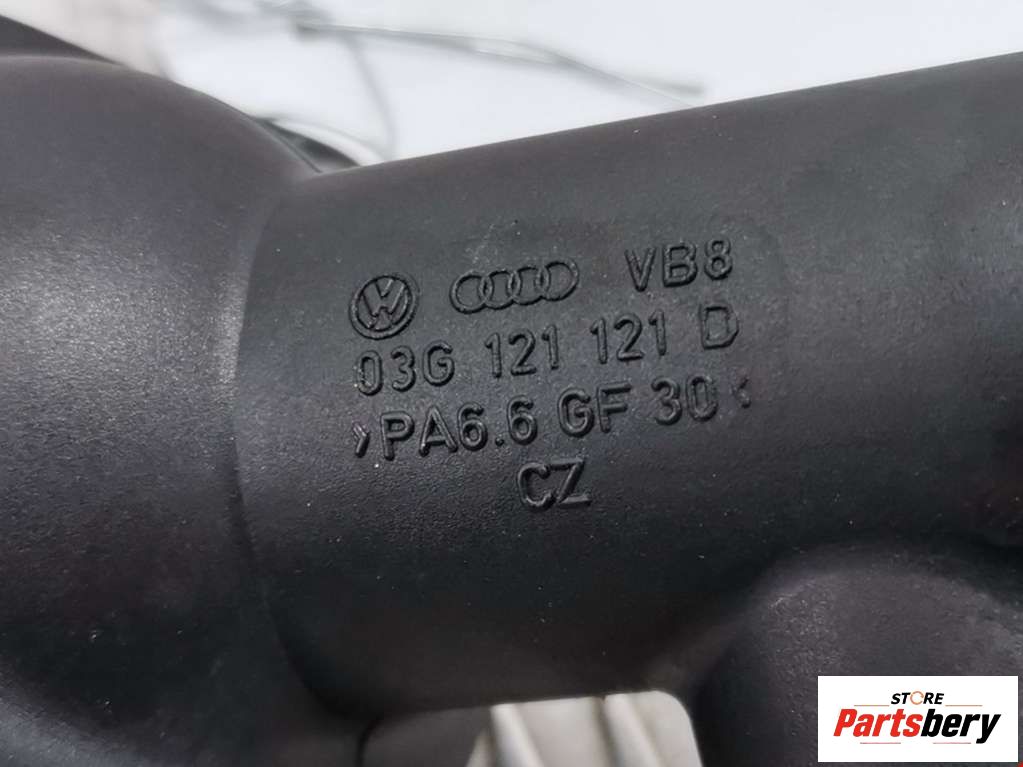 VB8
03G 121 121 D
>PA6.6 GF 30<
CZ
STORE
Partsbery